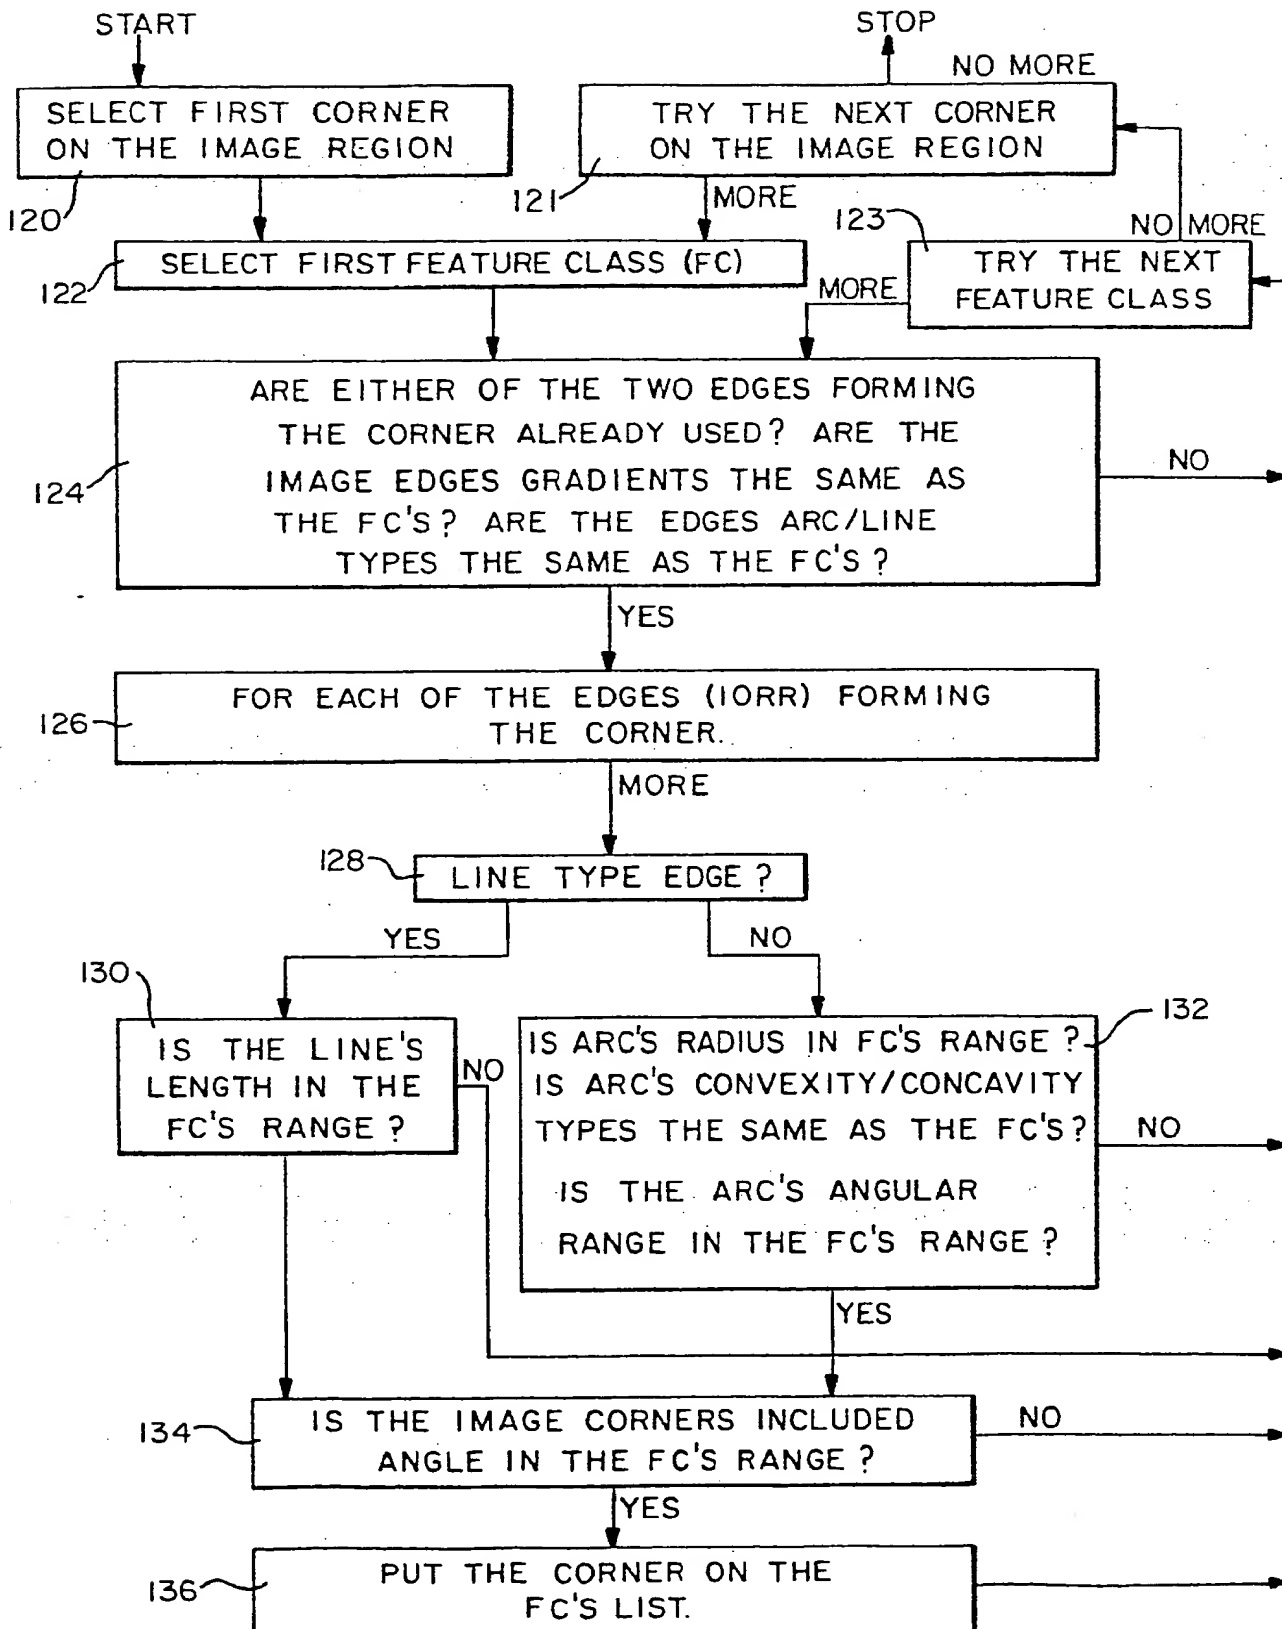 START
STOP
NO MORE
SELECT FIRST CORNER
ON THE IMAGE REGION
TRY THE NEXT CORNER
ON THE IMAGE REGION
120
121
MORE
123
NO MORE
SELECT FIRST FEATURE CLASS (FC)
122
MORE
TRY THE NEXT
FEATURE CLASS
ARE EITHER OF THE TWO EDGES FORMING
THE CORNER ALREADY USED? ARE THE
IMAGE EDGES GRADIENTS THE SAME AS
THE FC'S? ARE THE EDGES ARC/LINE
TYPES THE SAME AS THE FC'S?
124
NO
YES
FOR EACH OF THE EDGES (IORR) FORMING
THE CORNER.
126
MORE
128
LINE TYPE EDGE?
YES
NO
130
IS THE LINE'S
LENGTH IN THE
FC'S RANGE?
NO
132
IS ARC'S RADIUS IN FC'S RANGE?
IS ARC'S CONVEXITY/CONCAVITY
TYPES THE SAME AS THE FC'S?
IS THE ARC'S ANGULAR
RANGE IN THE FC'S RANGE?
NO
YES
134
IS THE IMAGE CORNERS INCLUDED
ANGLE IN THE FC'S RANGE?
NO
YES
136
PUT THE CORNER ON THE
FC'S LIST.